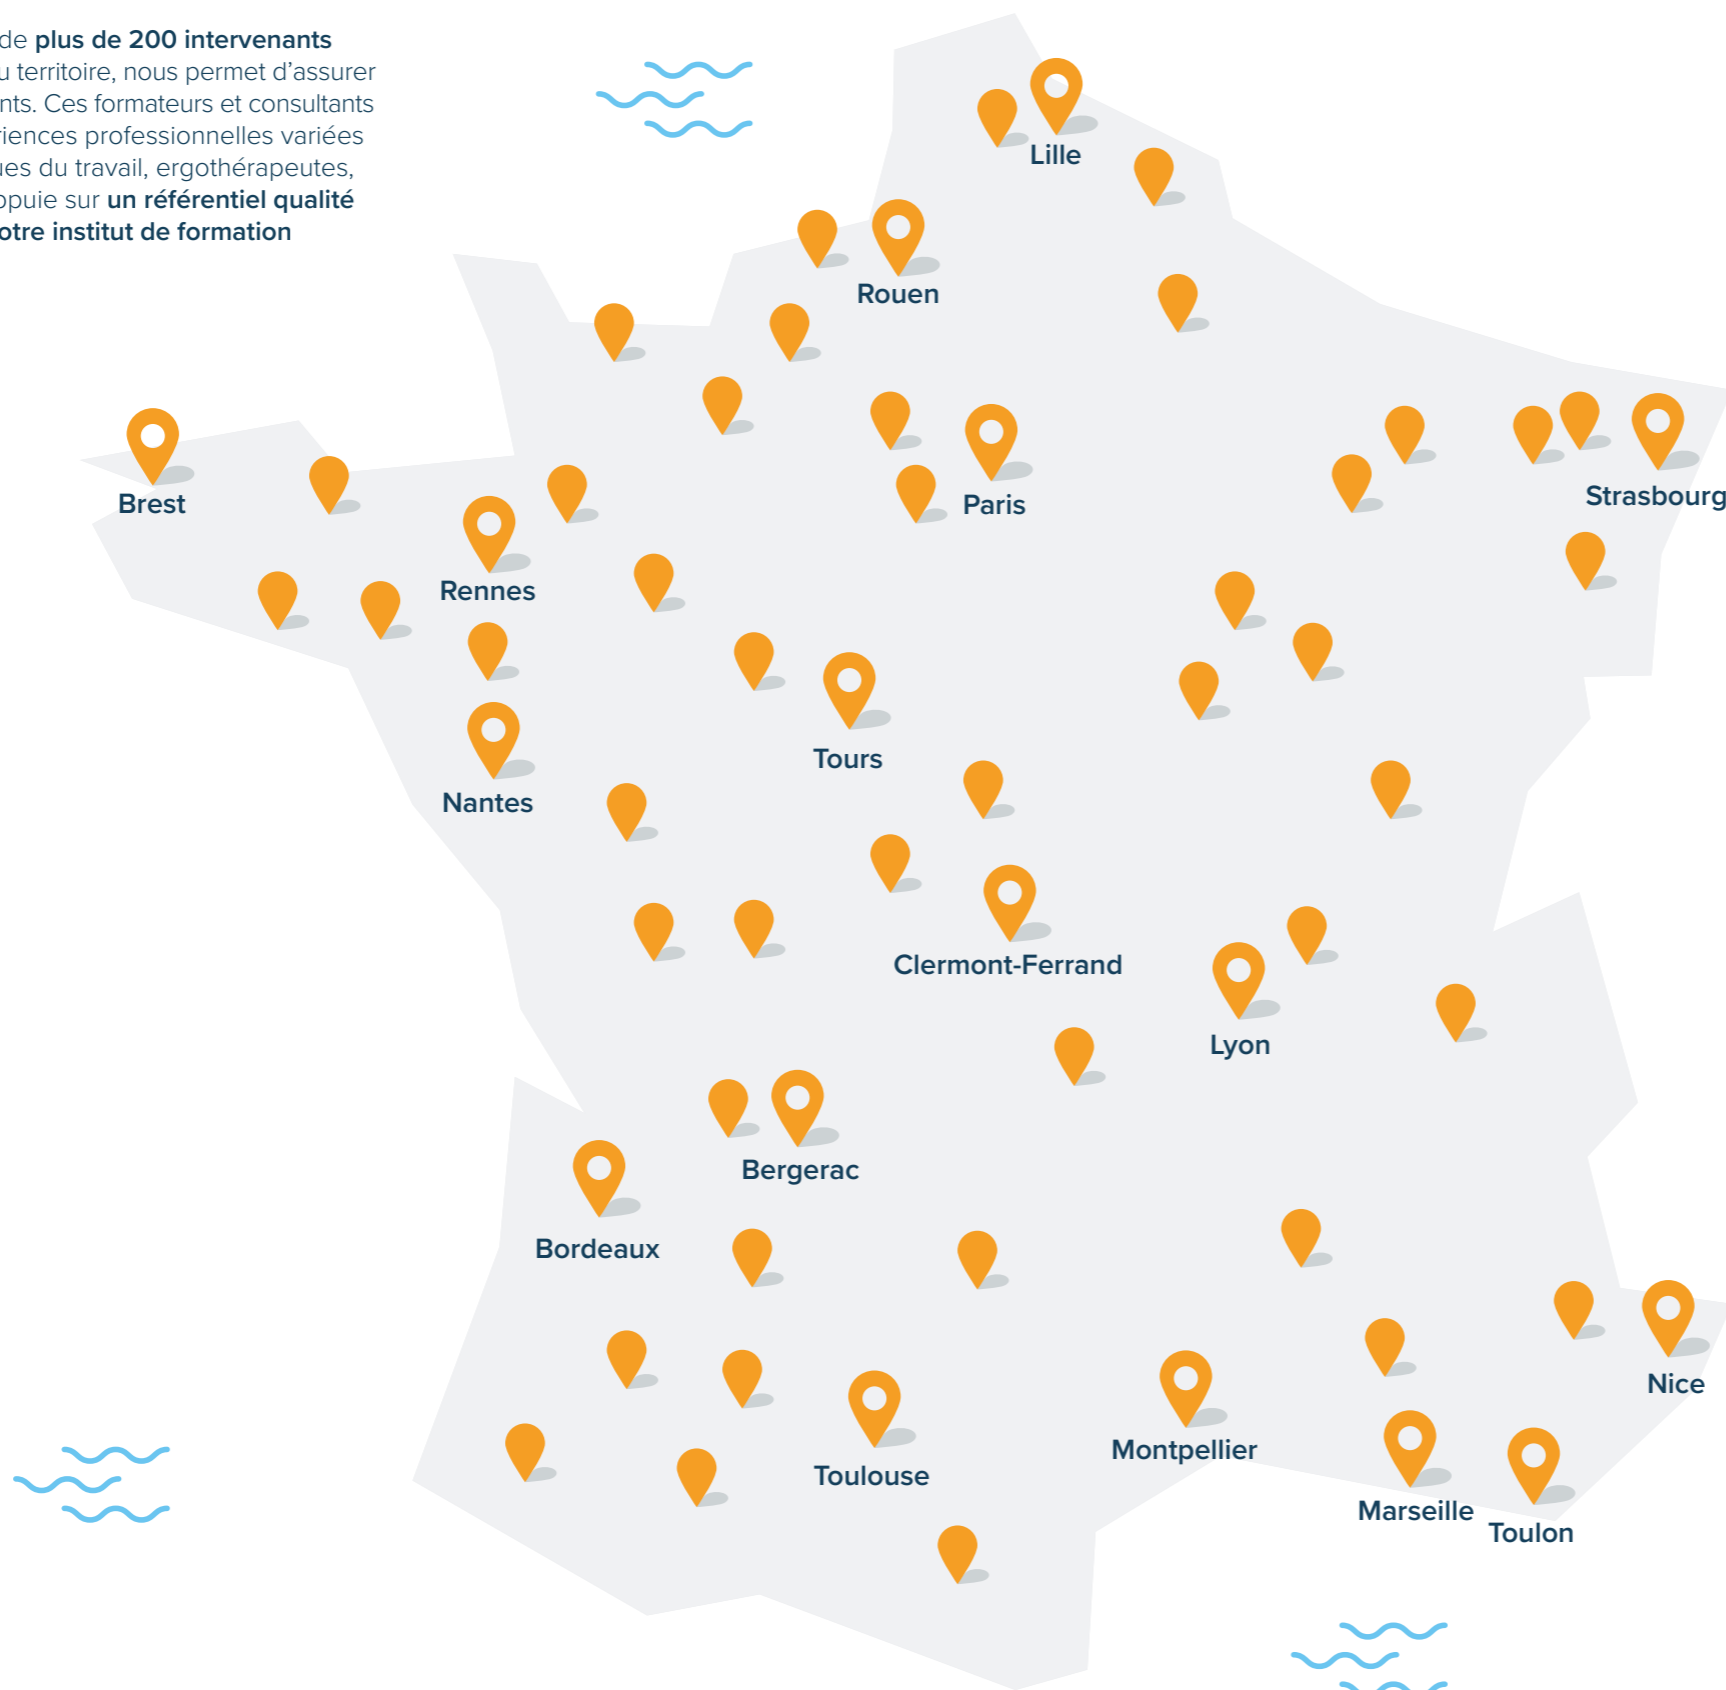 de plus de 200 intervenants
u territoire, nous permet d'assurer
nts. Ces formateurs et consultants
riences professionnelles variées
ues du travail, ergothérapeutes,
ppuie sur un référentiel qualité
otre institut de formation
Lille
Rouen
Brest
Paris
Strasbourg
Rennes
Tours
Nantes
Clermont-Ferrand
Lyon
Bergerac
Bordeaux
Nice
Montpellier
Toulouse
Marseille
Toulon